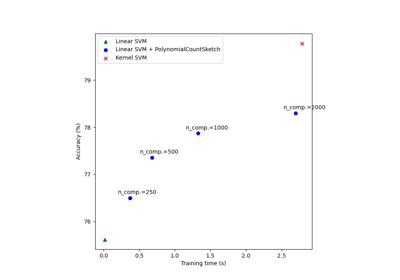 Linear SVM
Linear SVM + PolynomialCountSketch
Kernel SVM
79
78
77
76
Accuracy (%)
n_comp.=2000
n_comp.=1000
n_comp.=500
n_comp.=250
0.0 0.5 1.0 1.5 2.0 2.5
Training time (s)